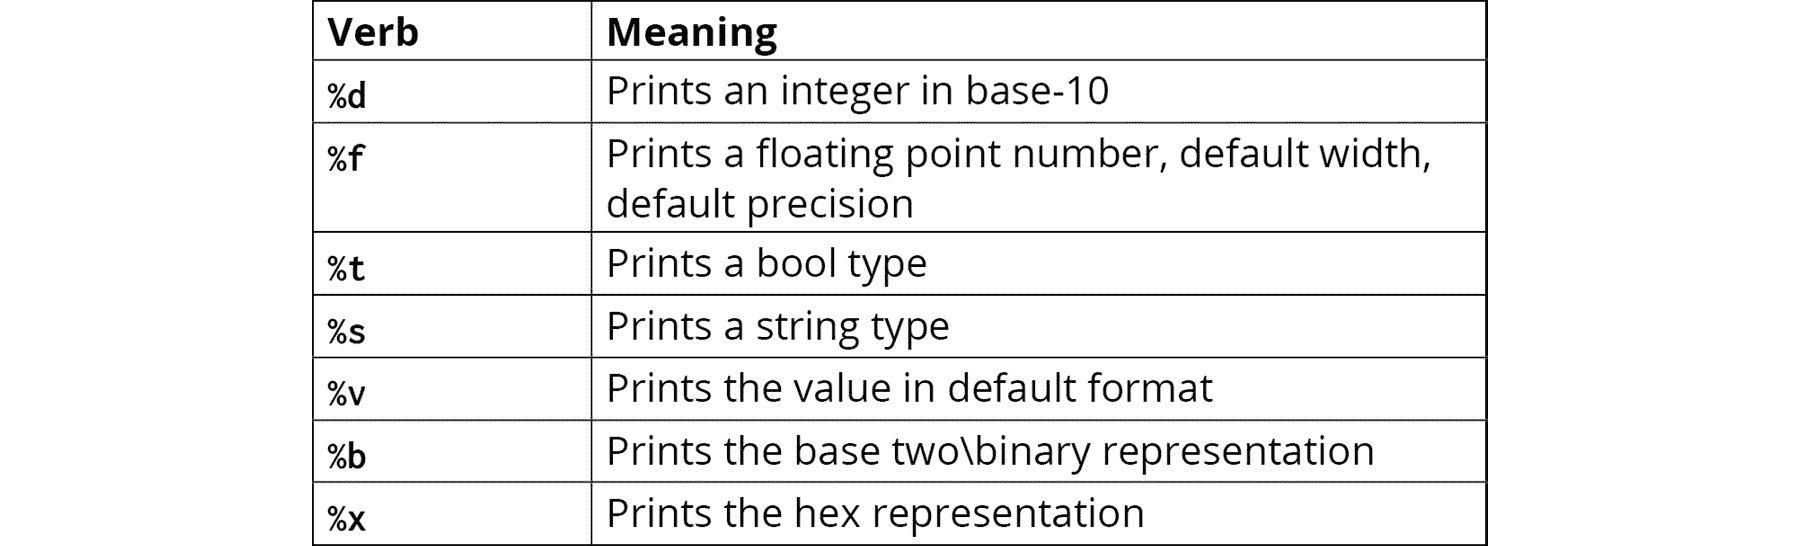 Verb Meaning
%d Prints an integer in base-10
%f Prints a floating point number, default width,
default precision
%t Prints a bool type
%s Prints a string type
%v Prints the value in default format
%b Prints the base two\binary representation
%x Prints the hex representation